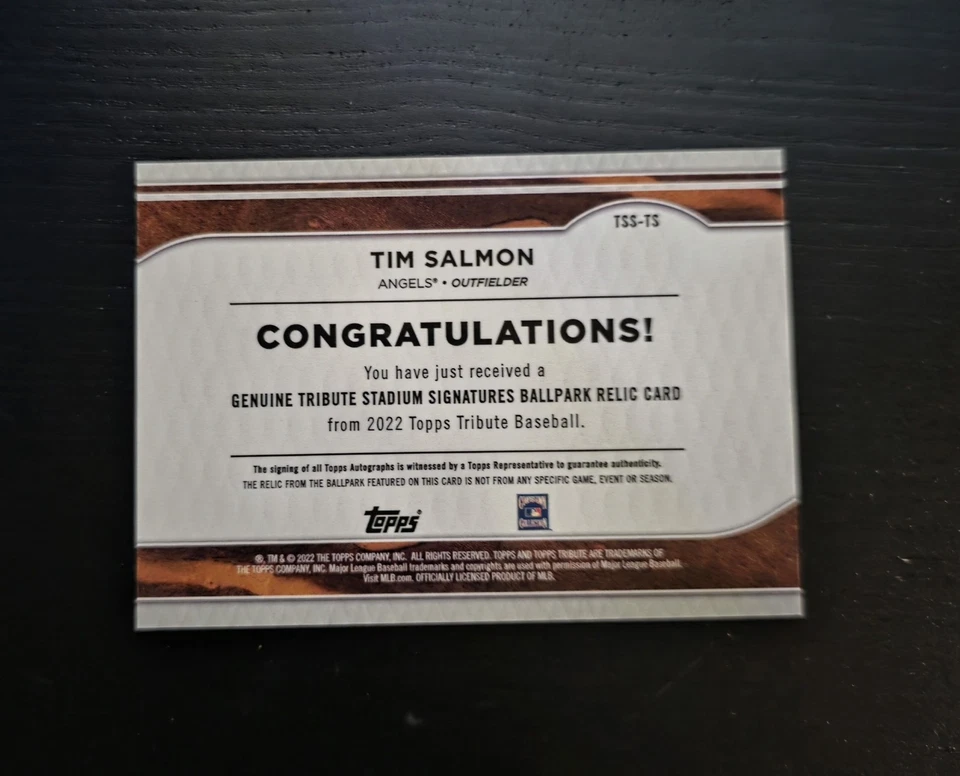 TSS-TS
TIM SALMON
ANGELS® • OUTFIELDER
CONGRATULATIONS!
You have just received a
GENUINE TRIBUTE STADIUM SIGNATURES BALLPARK RELIC CARD
from 2022 Topps Tribute Baseball.
The signing of all Topps Autographs is witnessed by a Topps Representative to guarantee authenticity.
THE RELIC FROM THE BALLPARK FEATURED ON THIS CARD IS NOT FROM ANY SPECIFIC GAME, EVENT OR SEASON.
Topps®
®, TM & © 2022 THE TOPPS COMPANY, INC. ALL RIGHTS RESERVED. TOPPS AND TOPPS TRIBUTE ARE TRADEMARKS OF
THE TOPPS COMPANY, INC. Major League Baseball trademarks and copyrights are used with permission of Major League Baseball.
Visit MLB.com. OFFICIALLY LICENSED PRODUCT OF MLB.